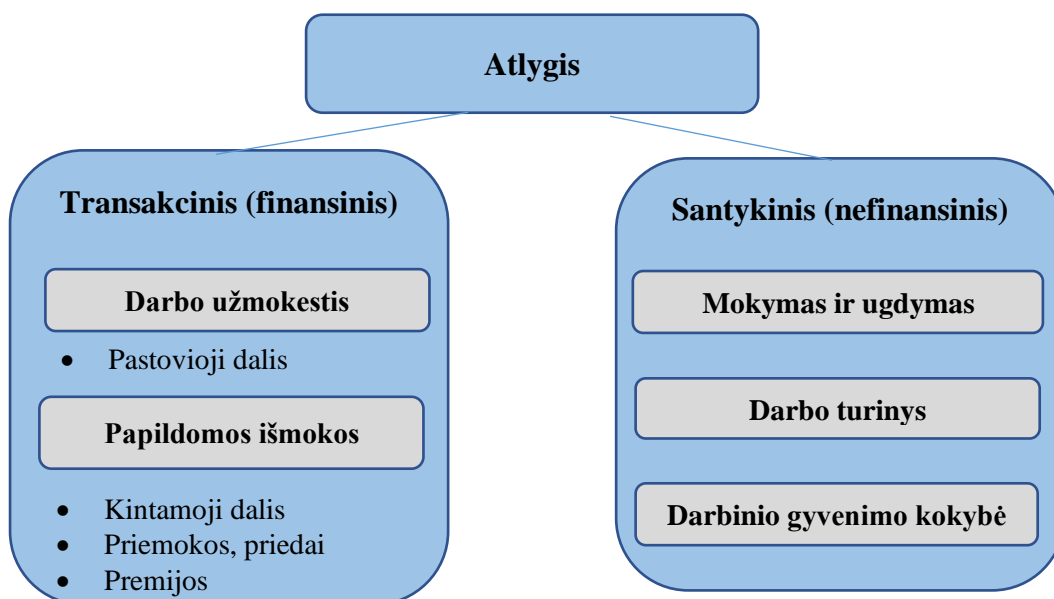 Atlygis
Transakcinis (finansinis)
Darbo užmokestis
• Pastovioji dalis
Papildomos išmokos
• Kintamoji dalis
• Priemokos, priedai
• Premijos
Santykinis (nefinansinis)
Mokymas ir ugdymas
Darbo turinys
Darbinio gyvenimo kokybė